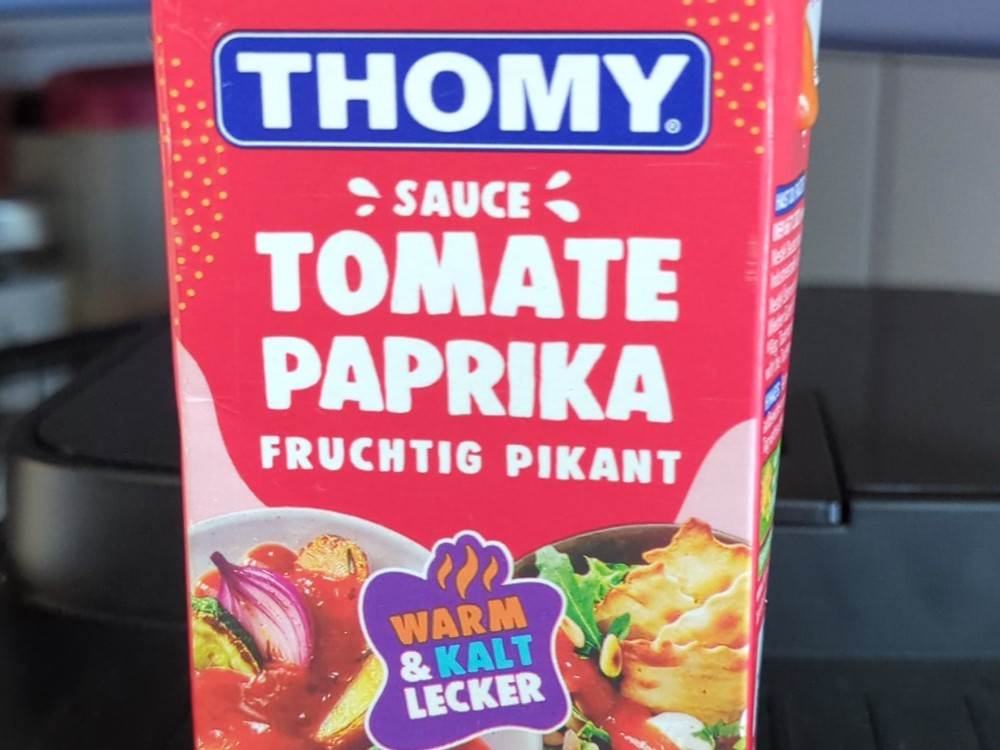 THOMY®
SAUCE
TOMATE
PAPRIKA
FRUCHTIG PIKANT
WARM
& KALT
LECKER